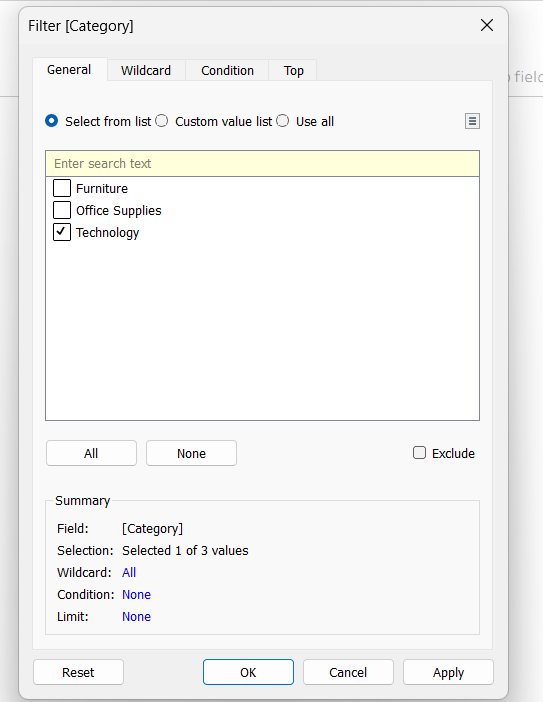 Filter [Category]
General Wildcard Condition Top
field
Select from list Custom value list Use all
Enter search text
Furniture
Office Supplies
Technology
All None Exclude
Summary
Field: [Category]
Selection: Selected 1 of 3 values
Wildcard: All
Condition: None
Limit: None
Reset OK Cancel Apply